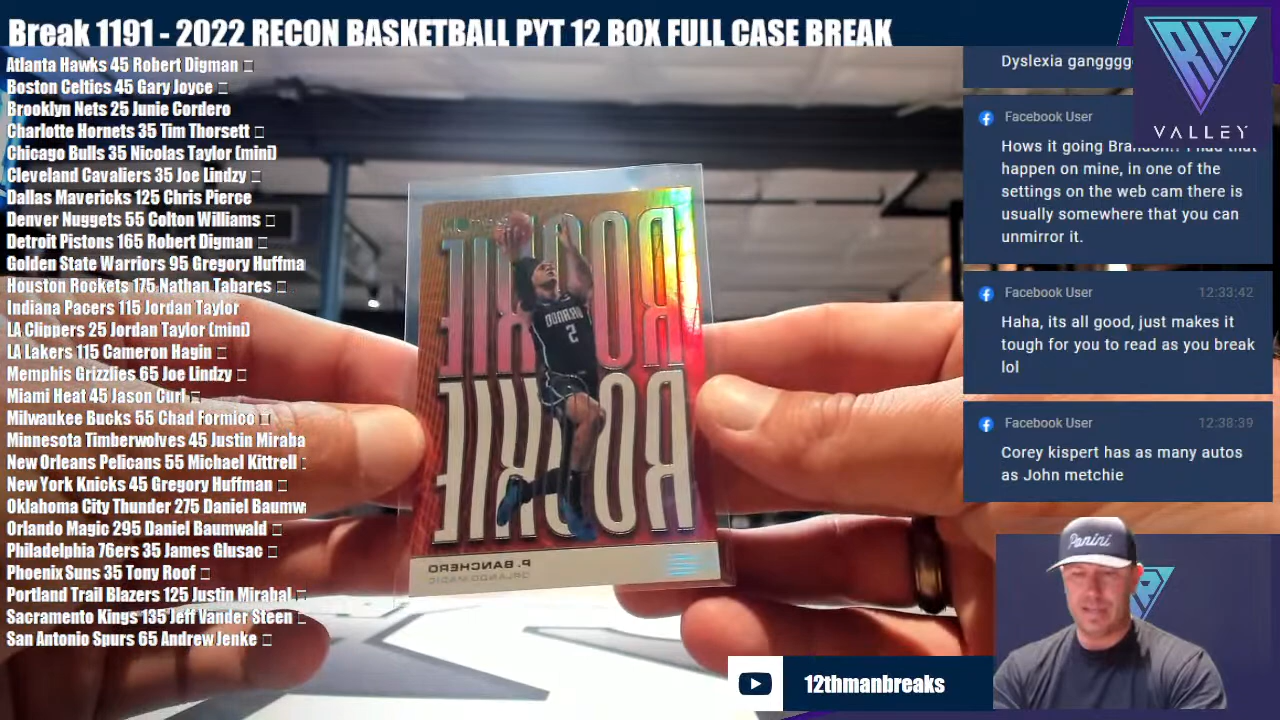 Break 1191 - 2022 RECON BASKETBALL PYT 12 BOX FULL CASE BREAK
Atlanta Hawks 45 Robert Digman
Boston Celtics 45 Gary Joyce
Brooklyn Nets 25 Junie Cordero
Charlotte Hornets 35 Tim Thorsett
Chicago Bulls 35 Nicolas Taylor (mini)
Cleveland Cavaliers 35 Joe Lindzy
Dallas Mavericks 125 Chris Pierce
Denver Nuggets 55 Colton Williams
Detroit Pistons 165 Robert Digman
Golden State Warriors 95 Gregory Huffma
Houston Rockets 175 Nathan Tabares
Indiana Pacers 115 Jordan Taylor
LA Clippers 25 Jordan Taylor (mini)
LA Lakers 115 Cameron Hagin
Memphis Grizzlies 65 Joe Lindzy
Miami Heat 45 Jason Curl
Milwaukee Bucks 55 Chad Formico
Minnesota Timberwolves 45 Justin Miraba
New Orleans Pelicans 55 Michael Kittrell
New York Knicks 45 Gregory Huffman
Oklahoma City Thunder 275 Daniel Baumw
Orlando Magic 295 Daniel Baumwald
Philadelphia 76ers 35 James Glusac
Phoenix Suns 35 Tony Roof
Portland Trail Blazers 125 Justin Mirabal
Sacramento Kings 135 Jeff Vander Steen
San Antonio Spurs 65 Andrew Jenke
ROOKIE
ROOKIE
2
P. BANCHERO
ORLANDO MAGIC
Dyslexia gangggg
RIP
VALLEY
Facebook User
Hows it going Brandon!! I had that
happen on mine, in one of the
settings on the web cam there is
usually somewhere that you can
unmirror it.
Facebook User 12:33:42
Haha, its all good, just makes it
tough for you to read as you break
lol
Facebook User 12:38:39
Corey kispert has as many autos
as John metchie
Panini
12thmanbreaks